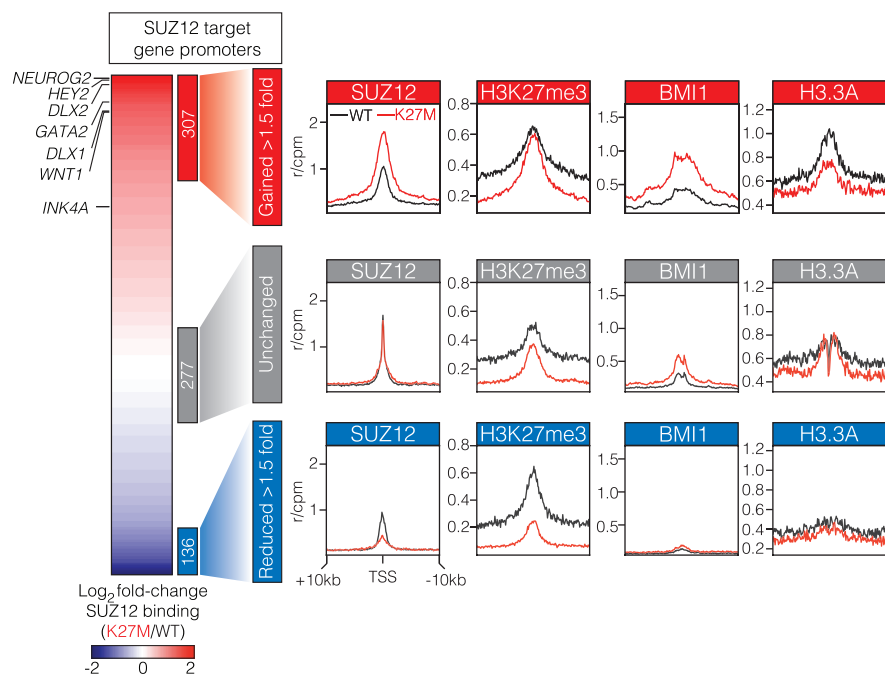 SUZ12 target
gene promoters
NEUROG2
HEY2
DLX2
GATA2
DLX1
WNT1
INK4A
307
Gained >1.5 fold
277
Unchanged
136
Reduced >1.5 fold
SUZ12
H3K27me3
BMI1
H3.3A
WT K27M
r/cpm
2
1
0.8
0.6
0.4
0.2
1.5
1.0
0.5
1.2
1.0
0.8
0.6
0.4
SUZ12
H3K27me3
BMI1
H3.3A
r/cpm
2
1
0.8
0.6
0.4
0.2
1.5
1.0
0.5
1.2
1.0
0.8
0.6
0.4
SUZ12
H3K27me3
BMI1
H3.3A
r/cpm
2
1
0.8
0.6
0.4
0.2
1.5
1.0
0.5
1.2
1.0
0.8
0.6
0.4
0.2
+10kb TSS -10kb
Log2 fold-change
SUZ12 binding
(K27M/WT)
-2 0 2